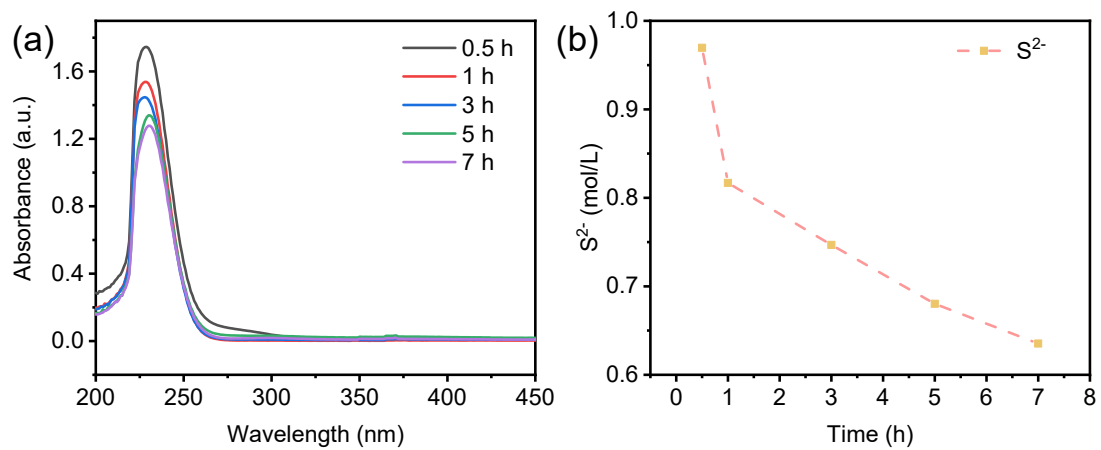 (a)
0.5 h
1 h
3 h
5 h
7 h
1.6
1.2
0.8
0.4
0.0
Absorbance (a.u.)
200 250 300 350 400 450
Wavelength (nm)
(b)
S²⁻
1.0
0.9
0.8
0.7
0.6
S²⁻ (mol/L)
0 1 2 3 4 5 6 7 8
Time (h)